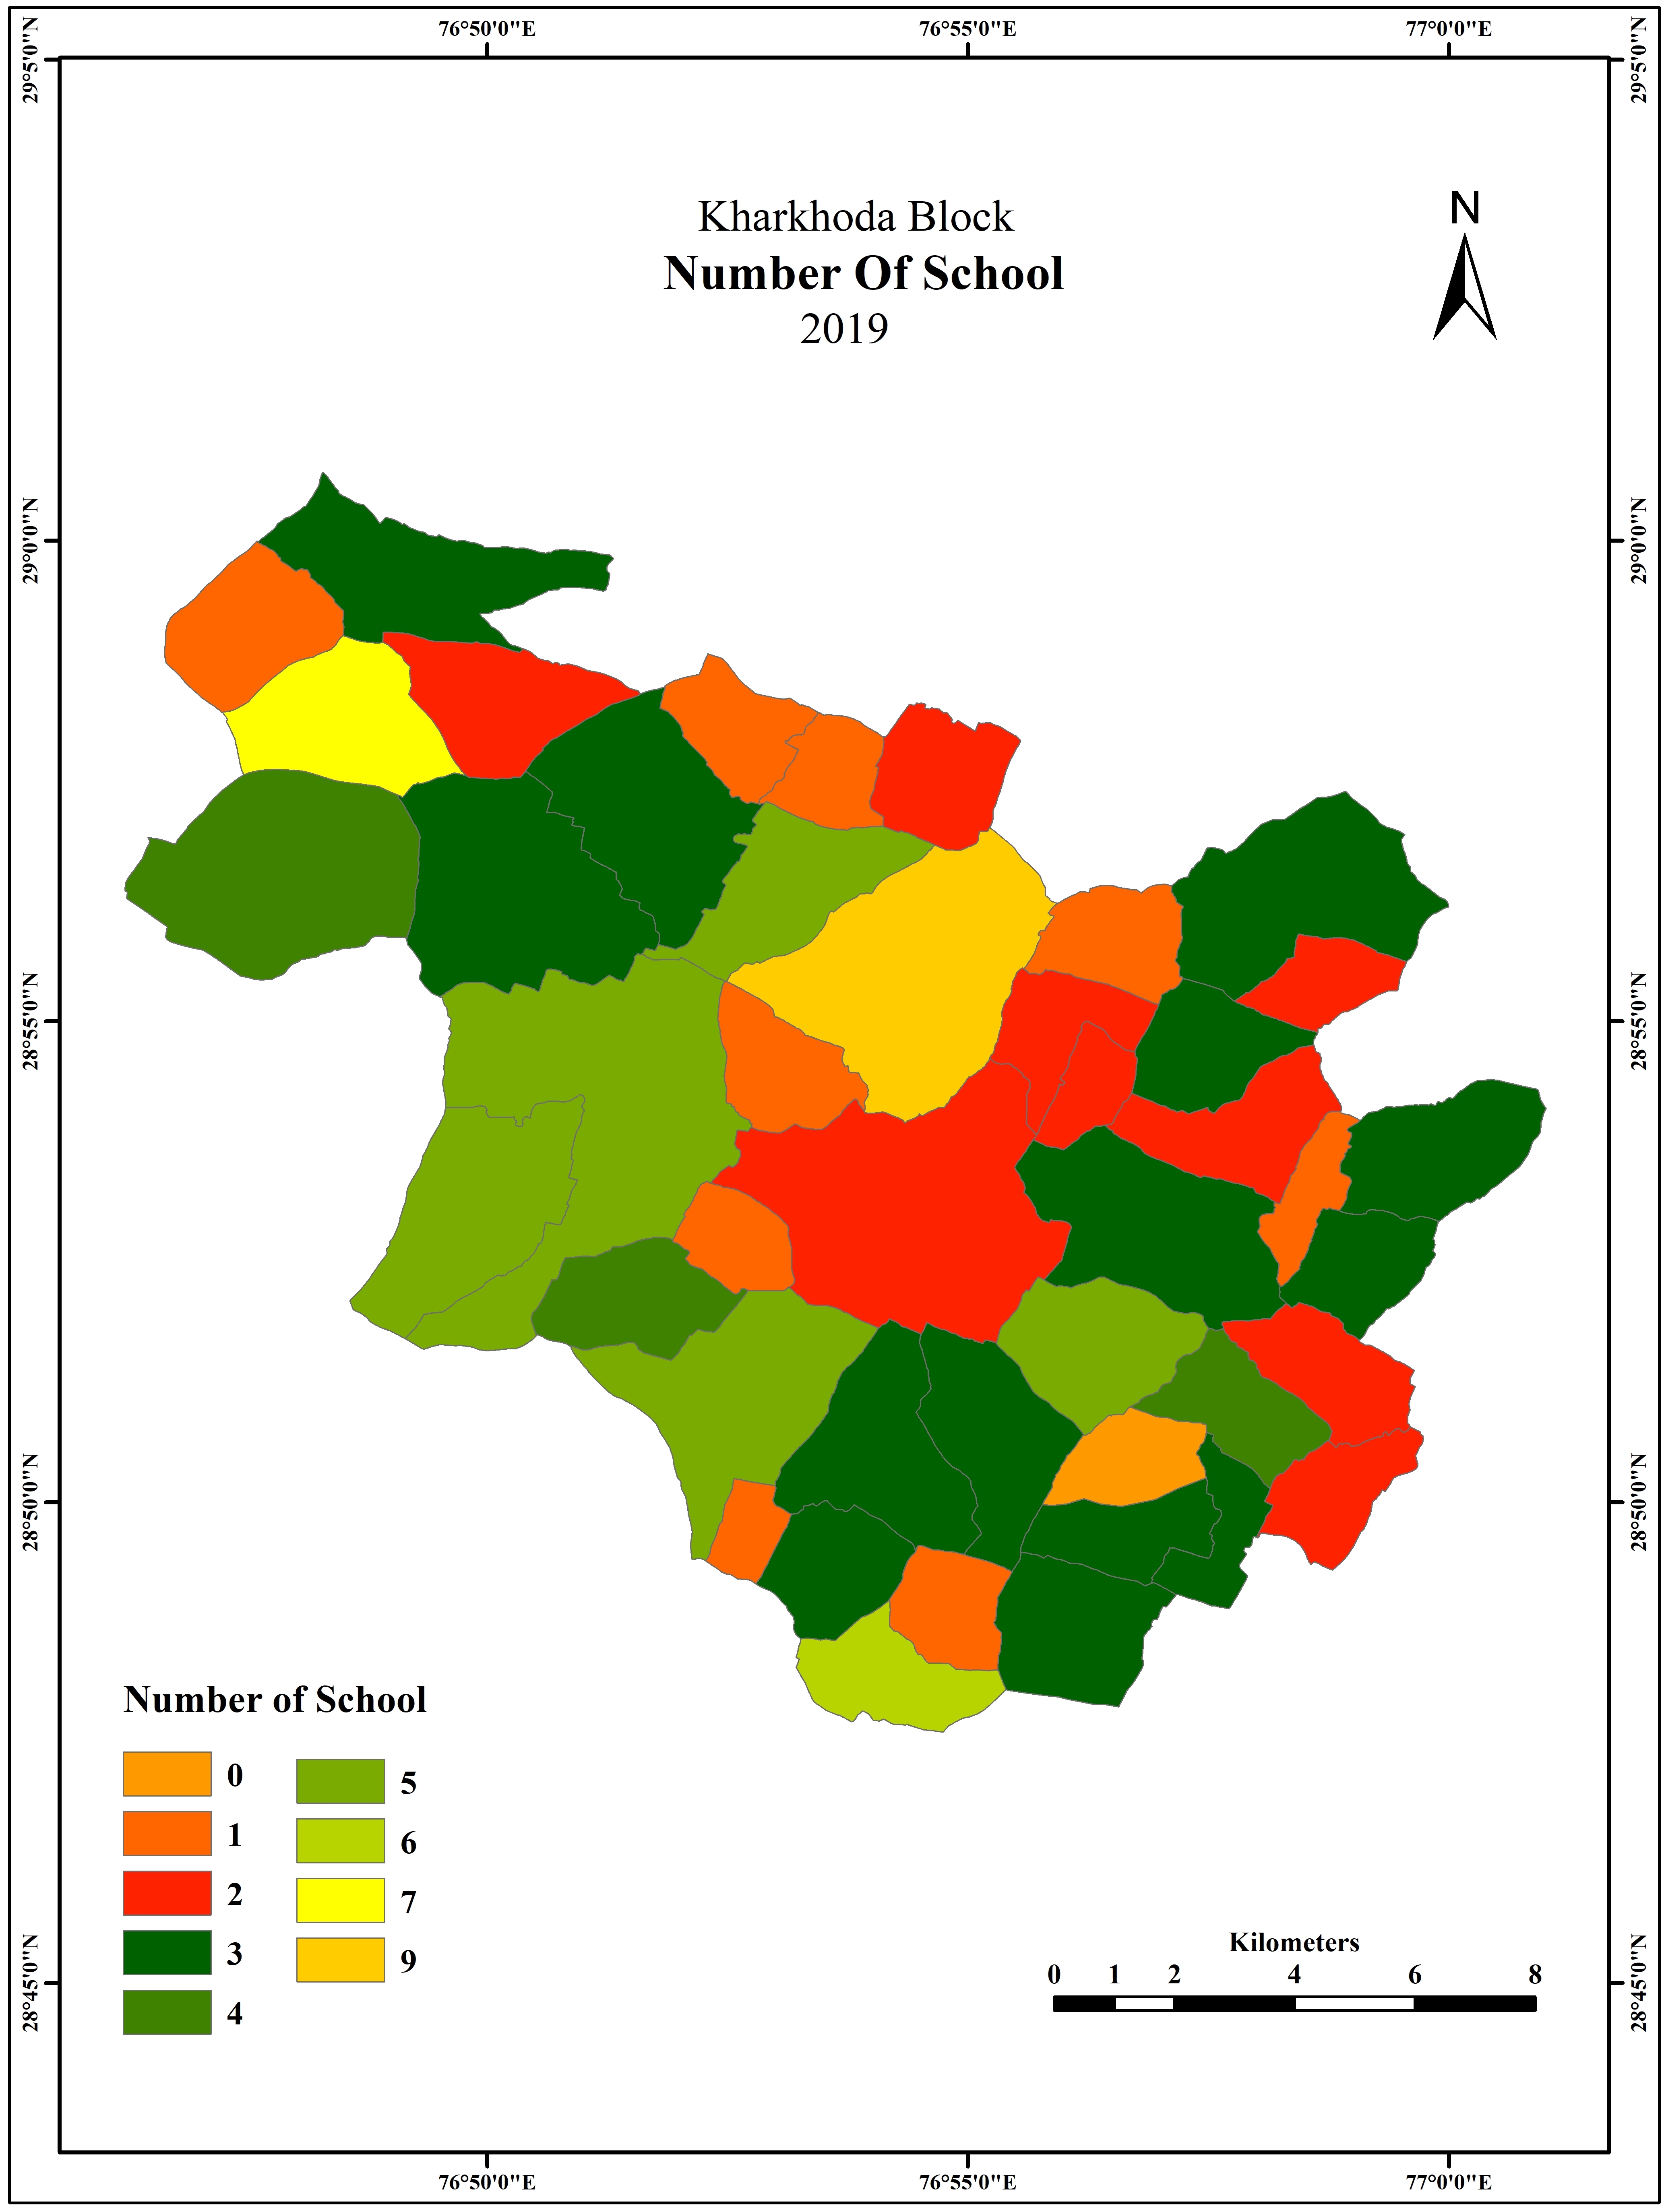 76°50'0"E 76°55'0"E 77°0'0"E
29°5'0"N 29°5'0"N
Kharkhoda Block
Number Of School
2019
N
29°0'0"N 29°0'0"N
28°55'0"N 28°55'0"N
28°50'0"N 28°50'0"N
Number of School
0 5
1 6
2 7
3 9
4
Kilometers
0 1 2 4 6 8
28°45'0"N 28°45'0"N
76°50'0"E 76°55'0"E 77°0'0"E